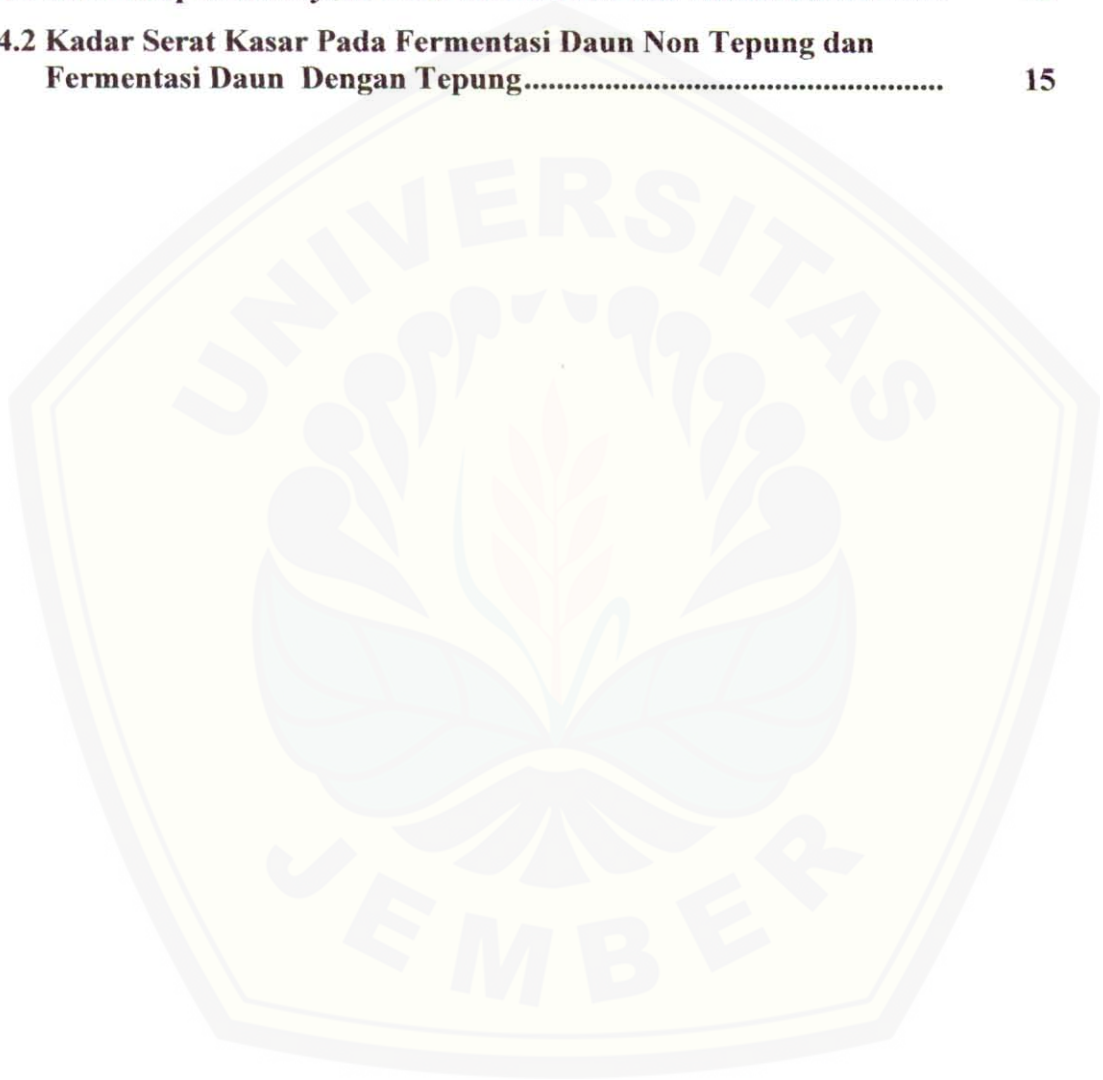 4.2 Kadar Serat Kasar Pada Fermentasi Daun Non Tepung dan
Fermentasi Daun Dengan Tepung.................................................... 15
UNIVERSITAS
JEMBER